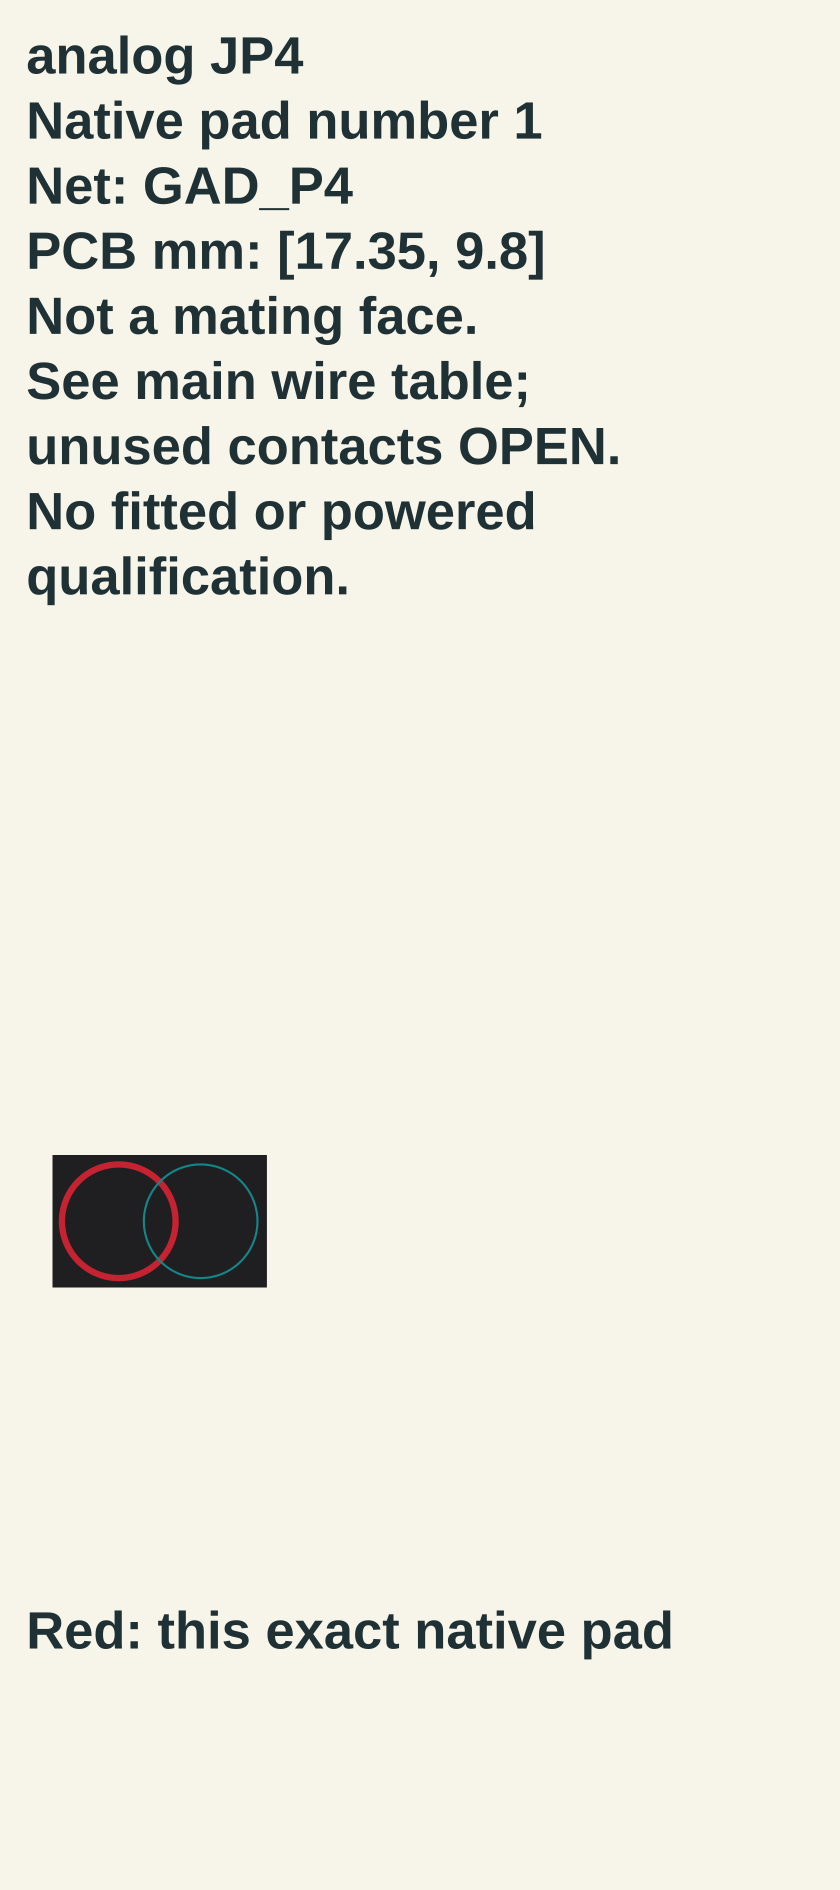 analog JP4
Native pad number 1
Net: GAD_P4
PCB mm: [17.35, 9.8]
Not a mating face.
See main wire table;
unused contacts OPEN.
No fitted or powered
qualification.
Red: this exact native pad